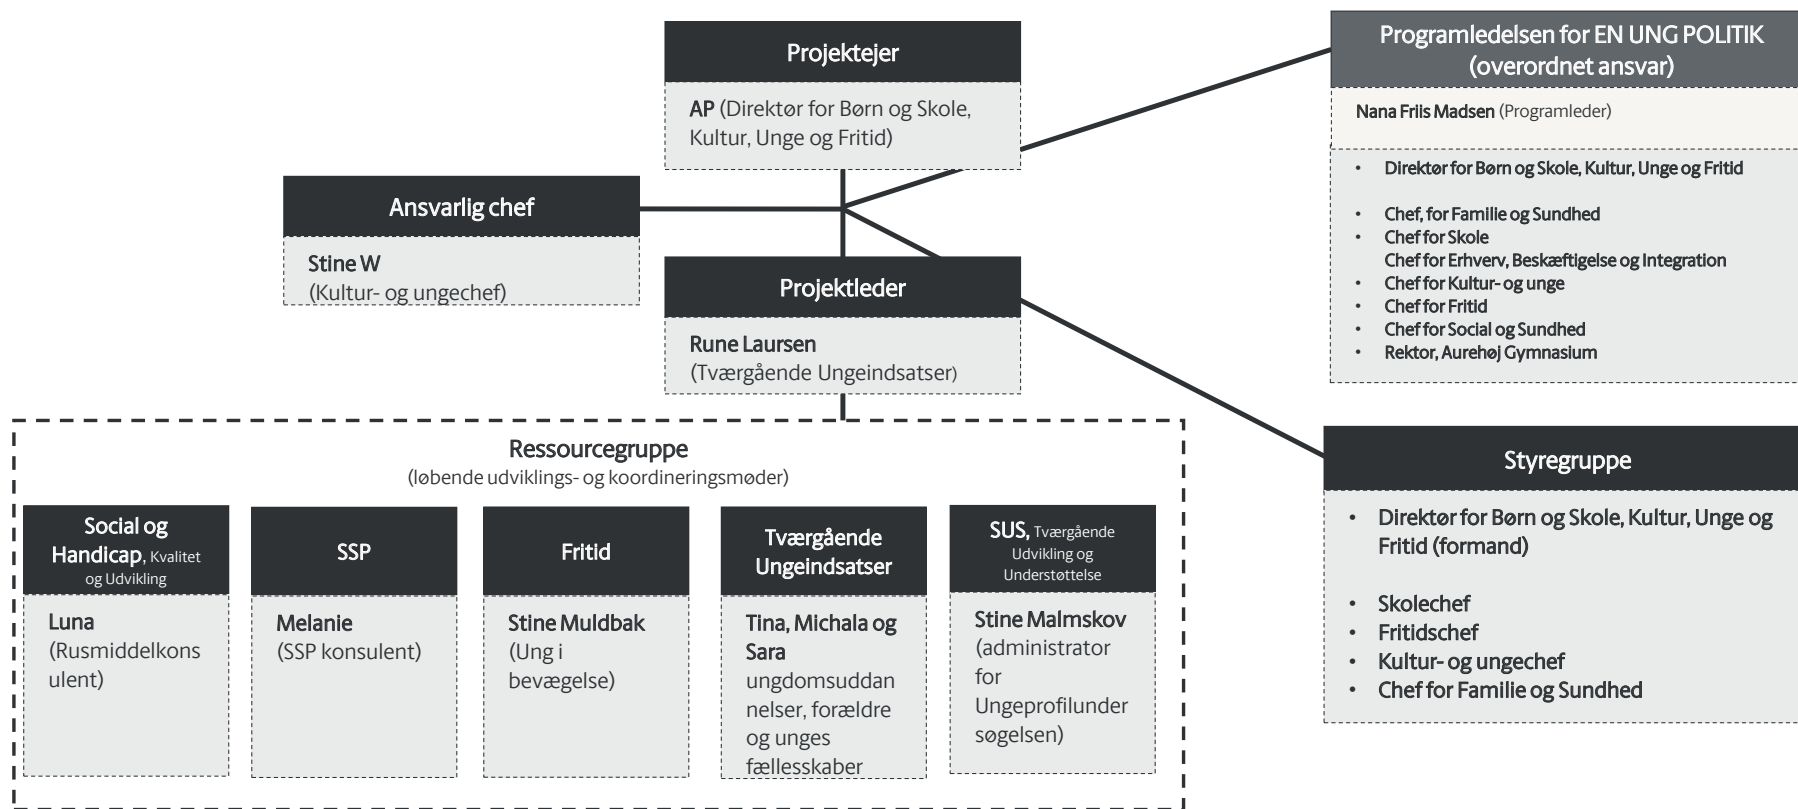 Projektejer
AP (Direktør for Børn og Skole,
Kultur, Unge og Fritid)
Programledelsen for EN UNG POLITIK
(overordnet ansvar)
Nana Friis Madsen (Programleder)
• Direktør for Børn og Skole, Kultur, Unge og Fritid
• Chef, for Familie og Sundhed
• Chef for Skole
Chef for Erhverv, Beskæftigelse og Integration
• Chef for Kultur- og unge
• Chef for Fritid
• Chef for Social og Sundhed
• Rektor, Aurehøj Gymnasium
Ansvarlig chef
Stine W
(Kultur- og ungechef)
Projektleder
Rune Laursen
(Tværgående Ungeindsatser)
Styregruppe
• Direktør for Børn og Skole, Kultur, Unge og
Fritid (formand)
• Skolechef
• Fritidschef
• Kultur- og ungechef
• Chef for Familie og Sundhed
Ressourcegruppe
(løbende udviklings- og koordineringsmøder)
Social og
Handicap, Kvalitet
og Udvikling
Luna
(Rusmiddelkons
ulent)
SSP
Melanie
(SSP konsulent)
Fritid
Stine Muldbak
(Ung i
bevægelse)
Tværgående
Ungeindsatser
Tina, Michala og
Sara
ungdomsuddan
nelser, forældre
og unges
fællesskaber
SUS, Tværgående
Udvikling og
Understøttelse
Stine Malmskov
(administrator
for
Ungeprofilunder
søgelsen)